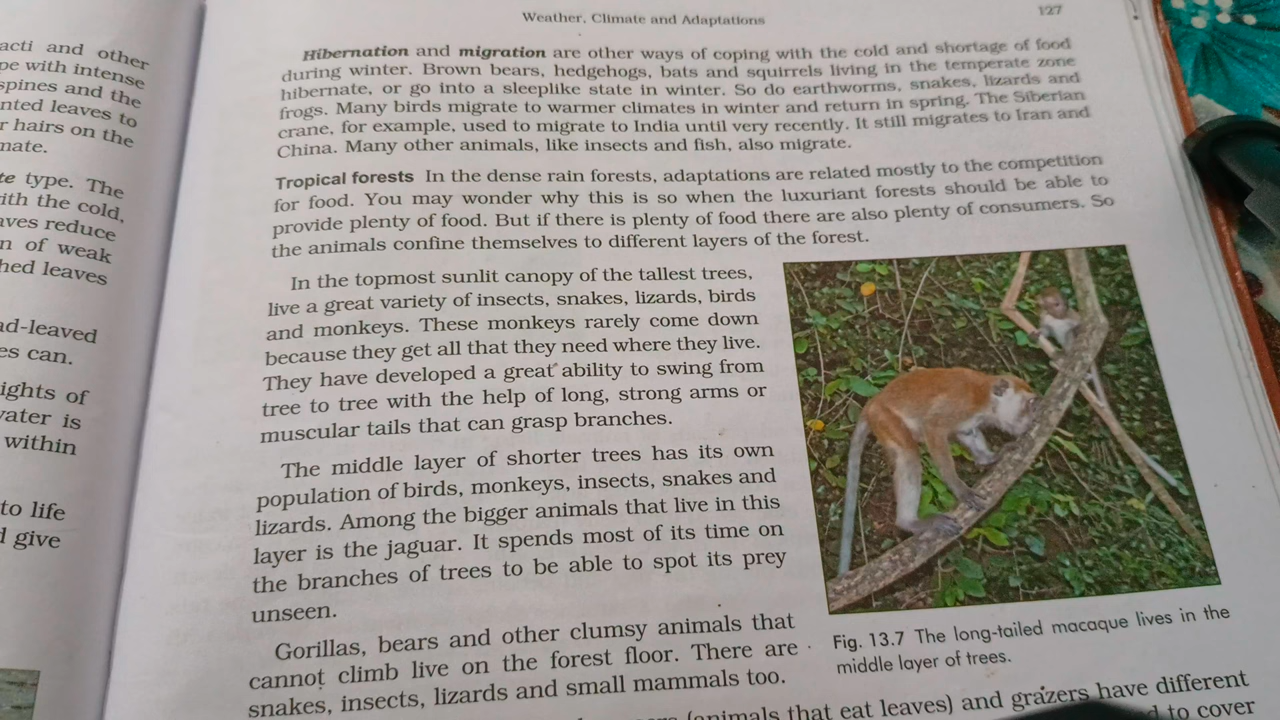 acti and other
pe with intense
spines and the
nted leaves to
r hairs on the
nate.
te type. The
ith the cold,
aves reduce
n of weak
hed leaves
ad-leaved
es can.
ights of
vater is
within
to life
d give
Weather, Climate and Adaptations
127
Hibernation and migration are other ways of coping with the cold and shortage of food
during winter. Brown bears, hedgehogs, bats and squirrels living in the temperate zone
hibernate, or go into a sleeplike state in winter. So do earthworms, snakes, lizards and
frogs. Many birds migrate to warmer climates in winter and return in spring. The Siberian
crane, for example, used to migrate to India until very recently. It still migrates to Iran and
China. Many other animals, like insects and fish, also migrate.
Tropical forests In the dense rain forests, adaptations are related mostly to the competition
for food. You may wonder why this is so when the luxuriant forests should be able to
provide plenty of food. But if there is plenty of food there are also plenty of consumers. So
the animals confine themselves to different layers of the forest.
In the topmost sunlit canopy of the tallest trees,
live a great variety of insects, snakes, lizards, birds
and monkeys. These monkeys rarely come down
because they get all that they need where they live.
They have developed a great ability to swing from
tree to tree with the help of long, strong arms or
muscular tails that can grasp branches.
The middle layer of shorter trees has its own
population of birds, monkeys, insects, snakes and
lizards. Among the bigger animals that live in this
layer is the jaguar. It spends most of its time on
the branches of trees to be able to spot its prey
unseen.
Gorillas, bears and other clumsy animals that
cannot climb live on the forest floor. There are
snakes, insects, lizards and small mammals too.
Fig. 13.7 The long-tailed macaque lives in the
middle layer of trees.
(animals that eat leaves) and grazers have different
to cover